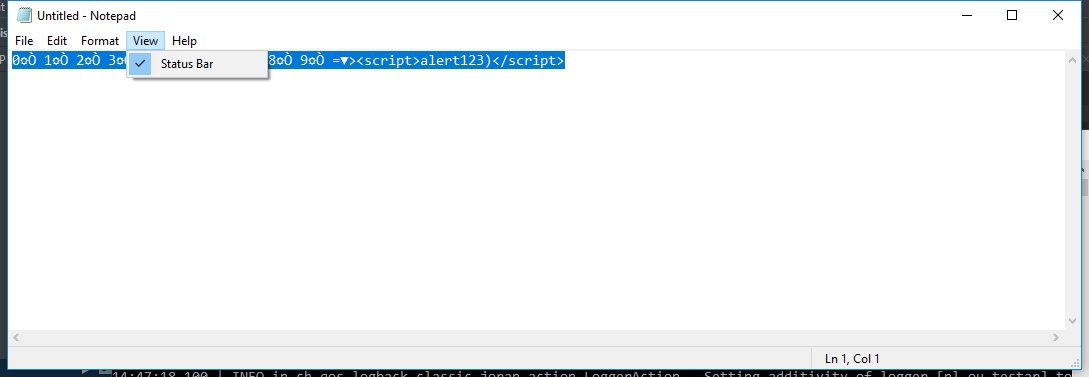 Untitled - Notepad
File Edit Format View Help
0¤Ò 1¤Ò 2¤Ò 3¤ 8¤Ò 9¤Ò =▼><script>alert123)</script>
Status Bar
Ln 1, Col 1
14:47:18.100 | INFO in ch.qos.logback.classic.joran.action.LoggerAction - Setting additivity of logger [nl.ou.testar] to